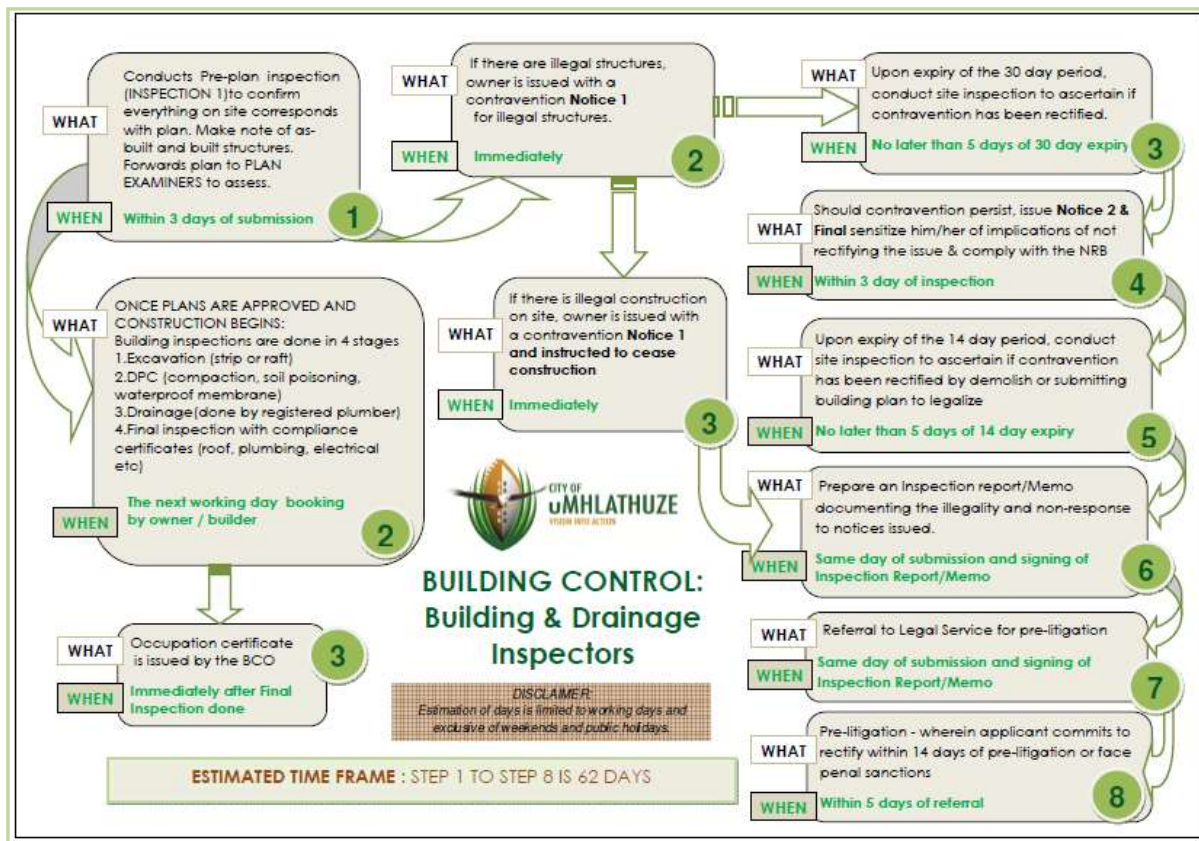 WHAT
Conducts Pre-plan inspection
(INSPECTION 1)to confirm
everything on site corresponds
with plan. Make note of as-
built and built structures.
Forwards plan to PLAN
EXAMINERS to assess.
WHEN
Within 3 days of submission
1
WHAT
If there are illegal structures,
owner is issued with a
contravention Notice 1
for illegal structures.
WHEN
Immediately
2
WHAT
Upon expiry of the 30 day period,
conduct site inspection to ascertain if
contravention has been rectified.
WHEN
No later than 5 days of 30 day expiry
3
WHAT
Should contravention persist, issue Notice 2 &
Final sensitize him/her of implications of not
rectifying the issue & comply with the NRB
WHEN
Within 3 day of inspection
4
WHAT
ONCE PLANS ARE APPROVED AND
CONSTRUCTION BEGINS:
Building inspections are done in 4 stages
1.Excavation (strip or raft)
2.DPC (compaction, soil poisoning,
waterproof membrane)
3.Drainage(done by registered plumber)
4.Final inspection with compliance
certificates (roof, plumbing, electrical
etc)
WHEN
The next working day booking
by owner / builder
2
WHAT
If there is illegal construction
on site, owner is issued with
a contravention Notice 1
and instructed to cease
construction
WHEN
Immediately
3
WHAT
Upon expiry of the 14 day period, conduct
site inspection to ascertain if contravention
has been rectified by demolish or submitting
building plan to legalize
WHEN
No later than 5 days of 14 day expiry
5
WHAT
Prepare an Inspection report/Memo
documenting the illegality and non-response
to notices issued.
WHEN
Same day of submission and signing of
Inspection Report/Memo
6
CITY OF
uMHLATHUZE
VISION INTO ACTION
BUILDING CONTROL:
Building & Drainage
Inspectors
WHAT
Occupation certificate
is issued by the BCO
WHEN
Immediately after Final
Inspection done
3
WHAT
Referral to Legal Service for pre-litigation
WHEN
Same day of submission and signing of
Inspection Report/Memo
7
DISCLAIMER:
Estimation of days is limited to working days and
exclusive of weekends and public holidays.
WHAT
Pre-litigation - wherein applicant commits to
rectify within 14 days of pre-litigation or face
penal sanctions
WHEN
Within 5 days of referral
8
ESTIMATED TIME FRAME : STEP 1 TO STEP 8 IS 62 DAYS